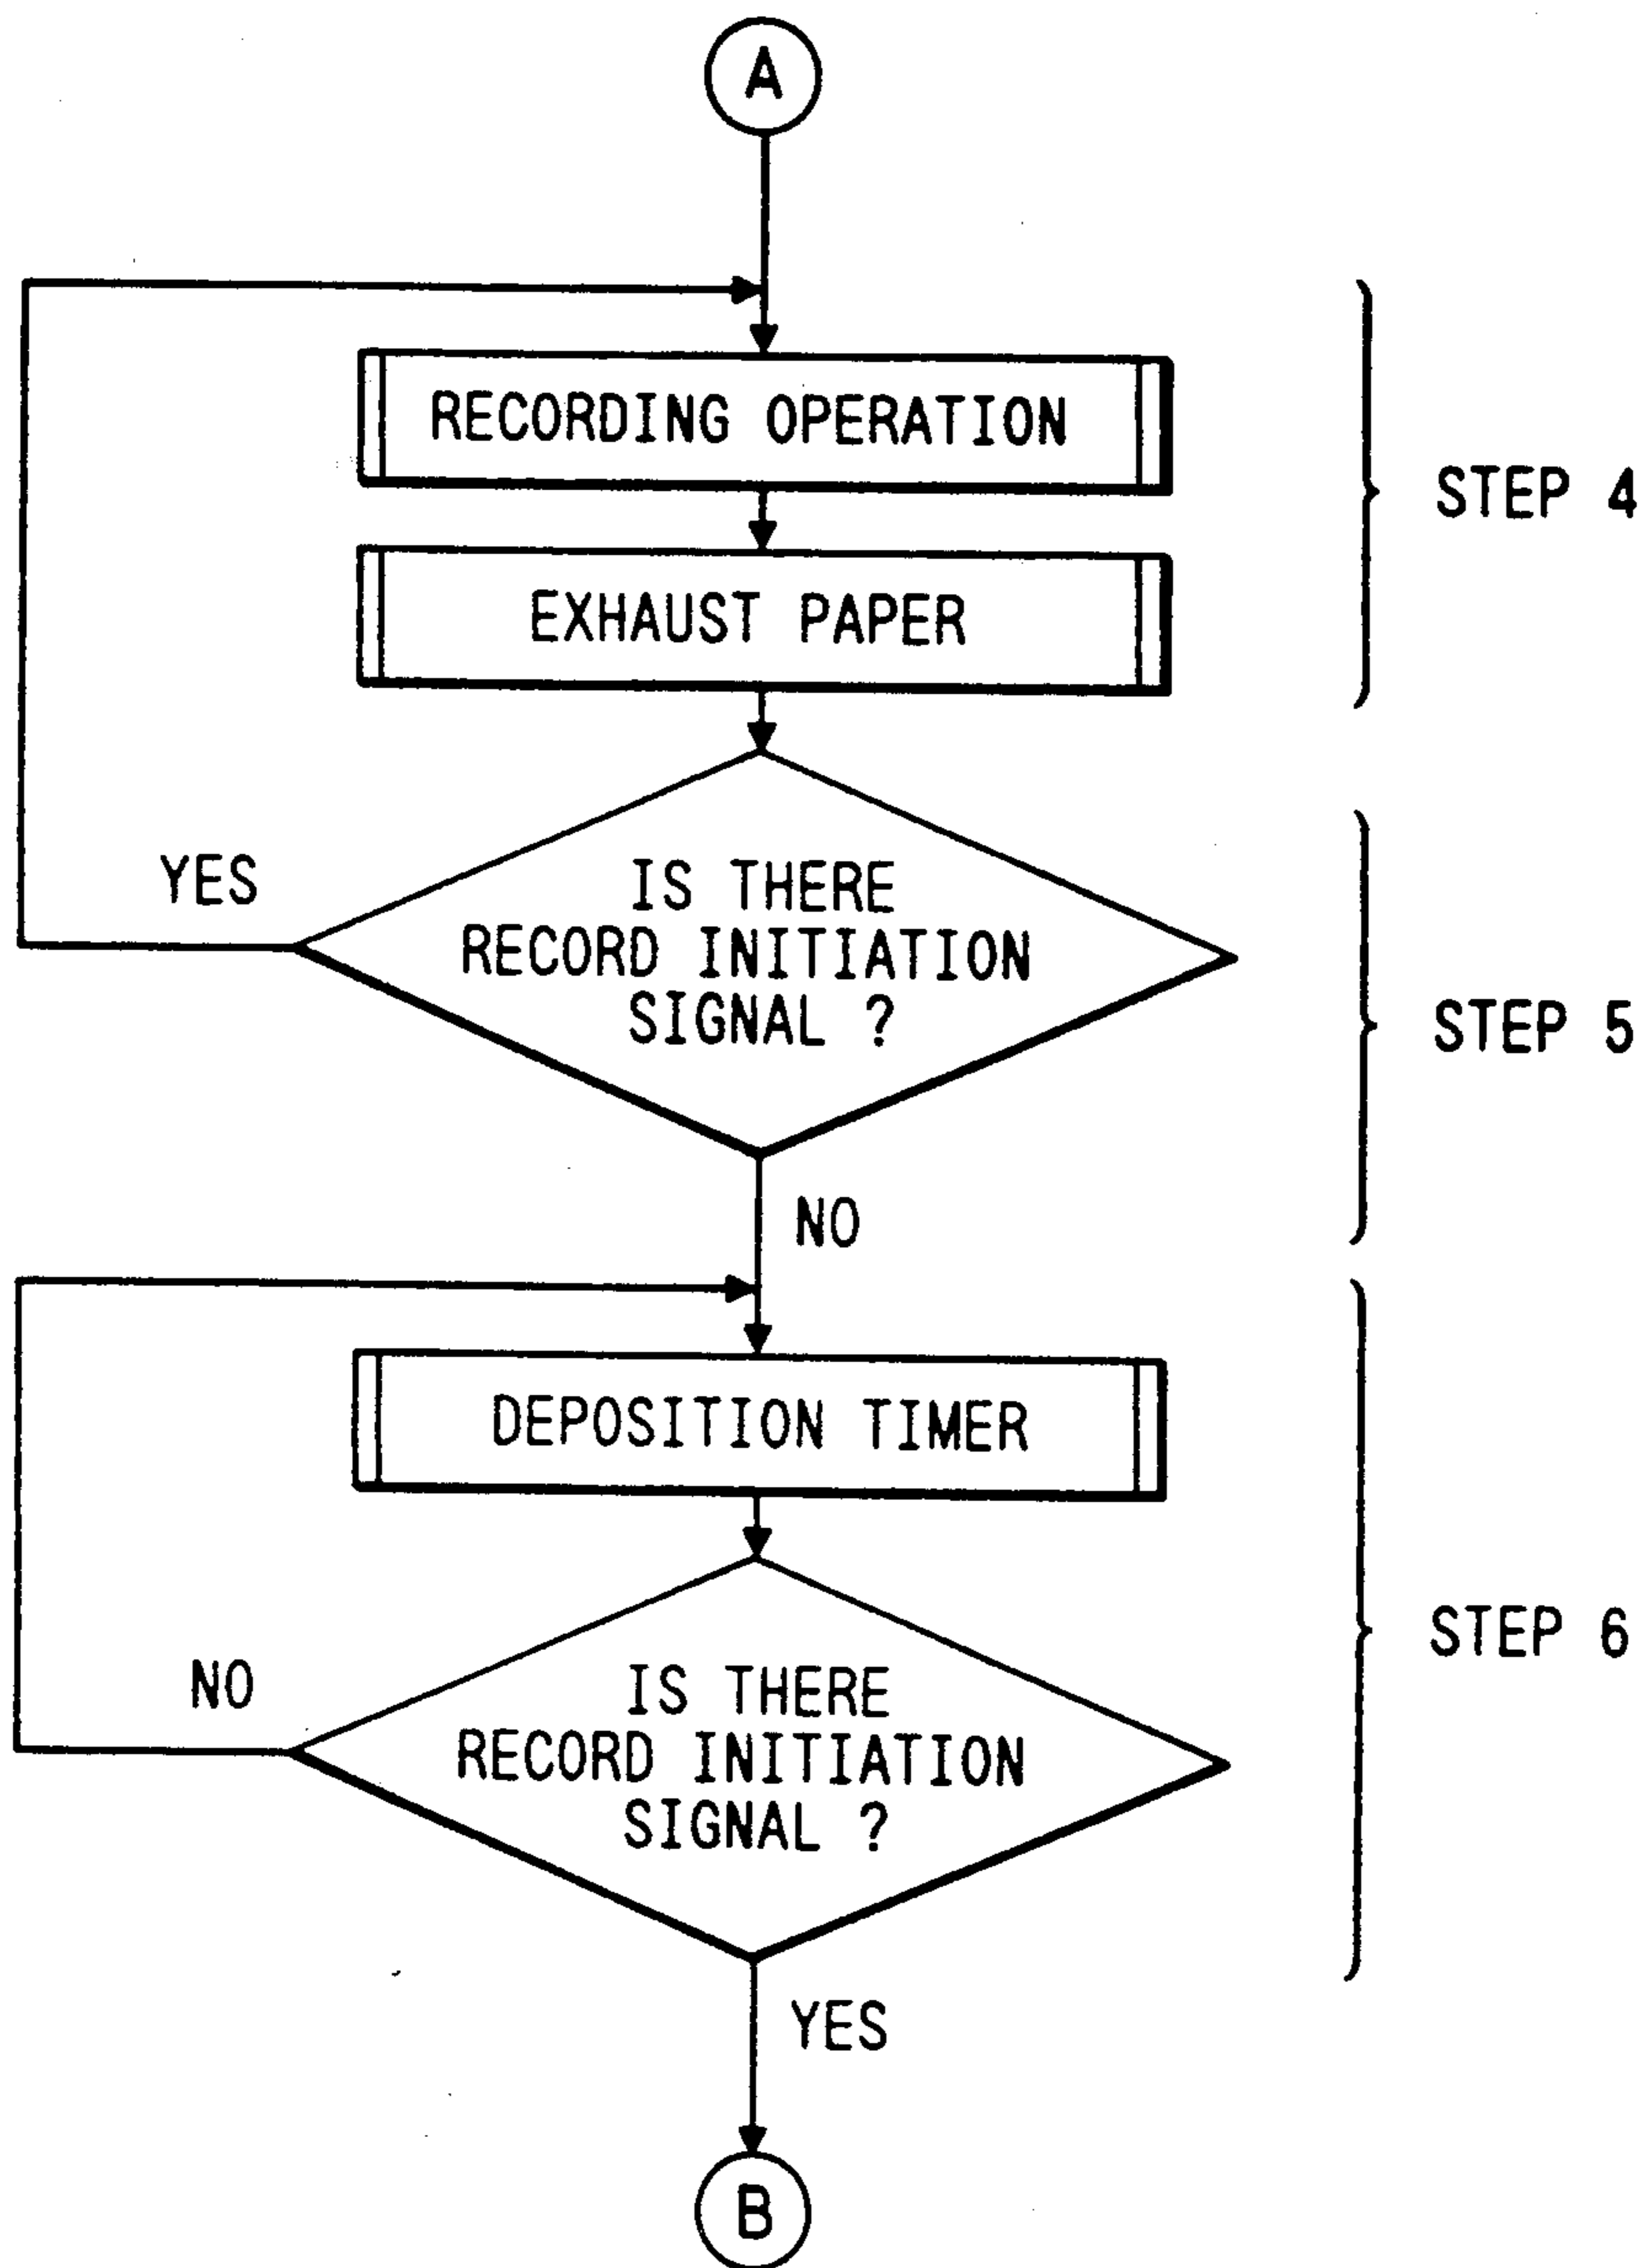 A
RECORDING OPERATION
STEP 4
EXHAUST PAPER
YES
IS THERE
RECORD INITIATION
SIGNAL ?
STEP 5
NO
DEPOSITION TIMER
STEP 6
NO
IS THERE
RECORD INITIATION
SIGNAL ?
YES
B